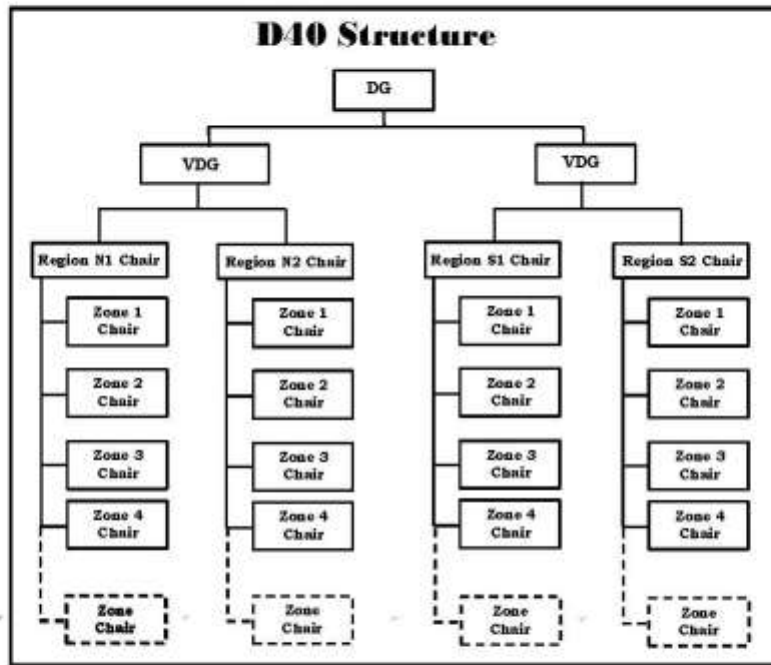 D40 Structure
DG
VDG
VDG
Region N1 Chair
Region N2 Chair
Region S1 Chair
Region S2 Chair
Zone 1
Chair
Zone 1
Chair
Zone 1
Chair
Zone 1
Chair
Zone 2
Chair
Zone 2
Chair
Zone 2
Chair
Zone 2
Chair
Zone 3
Chair
Zone 3
Chair
Zone 3
Chair
Zone 3
Chair
Zone 4
Chair
Zone 4
Chair
Zone 4
Chair
Zone 4
Chair
Zone
Chair
Zone
Chair
Zone
Chair
Zone
Chair